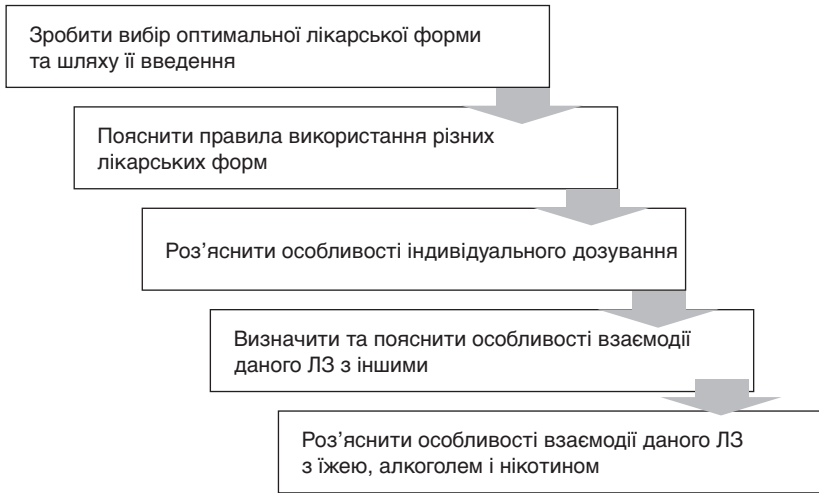 Зробити вибір оптимальної лікарської форми
та шляху її введення
Пояснити правила використання різних
лікарських форм
Роз’яснити особливості індивідуального дозування
Визначити та пояснити особливості взаємодії
даного ЛЗ з іншими
Роз’яснити особливості взаємодії даного ЛЗ
з їжею, алкоголем і нікотином